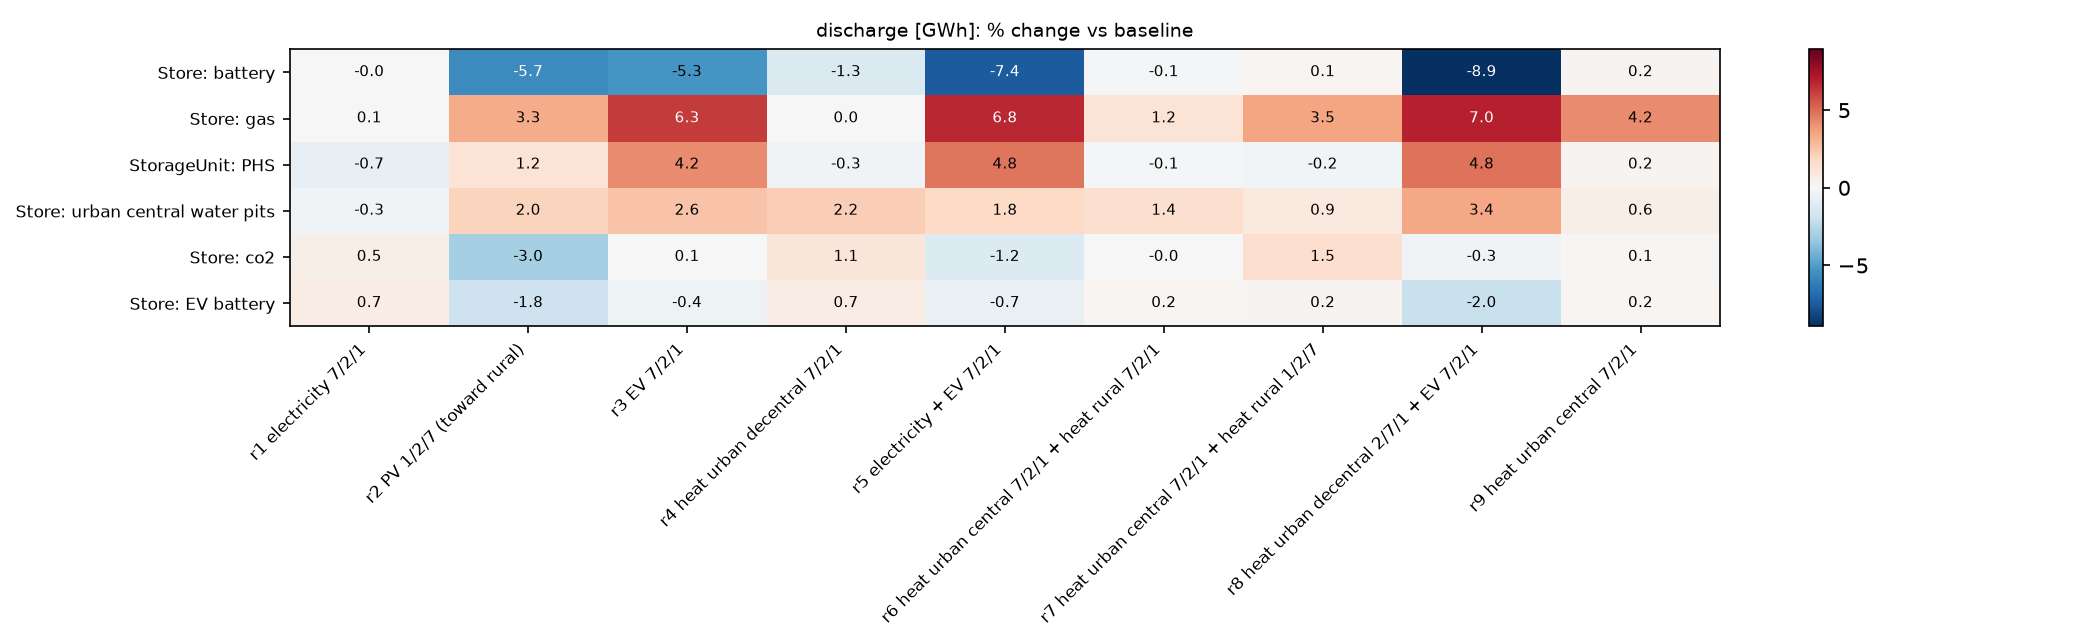 discharge [GWh]: % change vs baseline
Store: battery -0.0 -5.7 -5.3 -1.3 -7.4 -0.1 0.1 -8.9 0.2
Store: gas 0.1 3.3 6.3 0.0 6.8 1.2 3.5 7.0 4.2
StorageUnit: PHS -0.7 1.2 4.2 -0.3 4.8 -0.1 -0.2 4.8 0.2
Store: urban central water pits -0.3 2.0 2.6 2.2 1.8 1.4 0.9 3.4 0.6
Store: co2 0.5 -3.0 0.1 1.1 -1.2 -0.0 1.5 -0.3 0.1
Store: EV battery 0.7 -1.8 -0.4 0.7 -0.7 0.2 0.2 -2.0 0.2
r1 electricity 7/2/1
r2 PV 1/2/7 (toward rural)
r3 EV 7/2/1
r4 heat urban decentral 7/2/1
r5 electricity + EV 7/2/1
r6 heat urban central 7/2/1 + heat rural 7/2/1
r7 heat urban central 7/2/1 + heat rural 1/2/7
r8 heat urban decentral 2/7/1 + EV 7/2/1
r9 heat urban central 7/2/1
5
0
−5